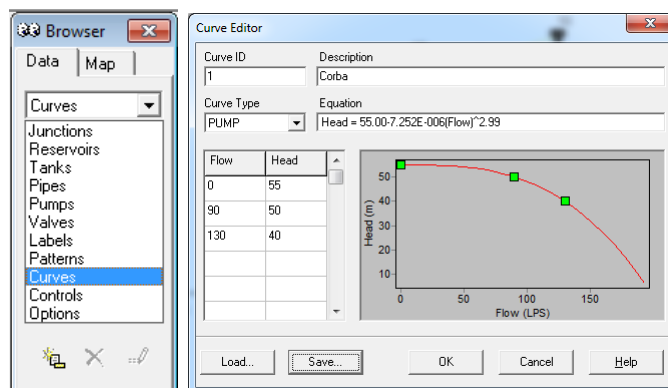 Browser
Data Map
Curves
Junctions
Reservoirs
Tanks
Pipes
Pumps
Valves
Labels
Patterns
Curves
Controls
Options
Curve Editor
Curve ID Description
1 Corba
Curve Type Equation
PUMP Head = 55.00-7.252E-006(Flow)^2.99
Flow Head
0 55
90 50
130 40
Head (m)
50
40
30
20
10
0 50 100 150
Flow (LPS)
Load... Save... OK Cancel Help